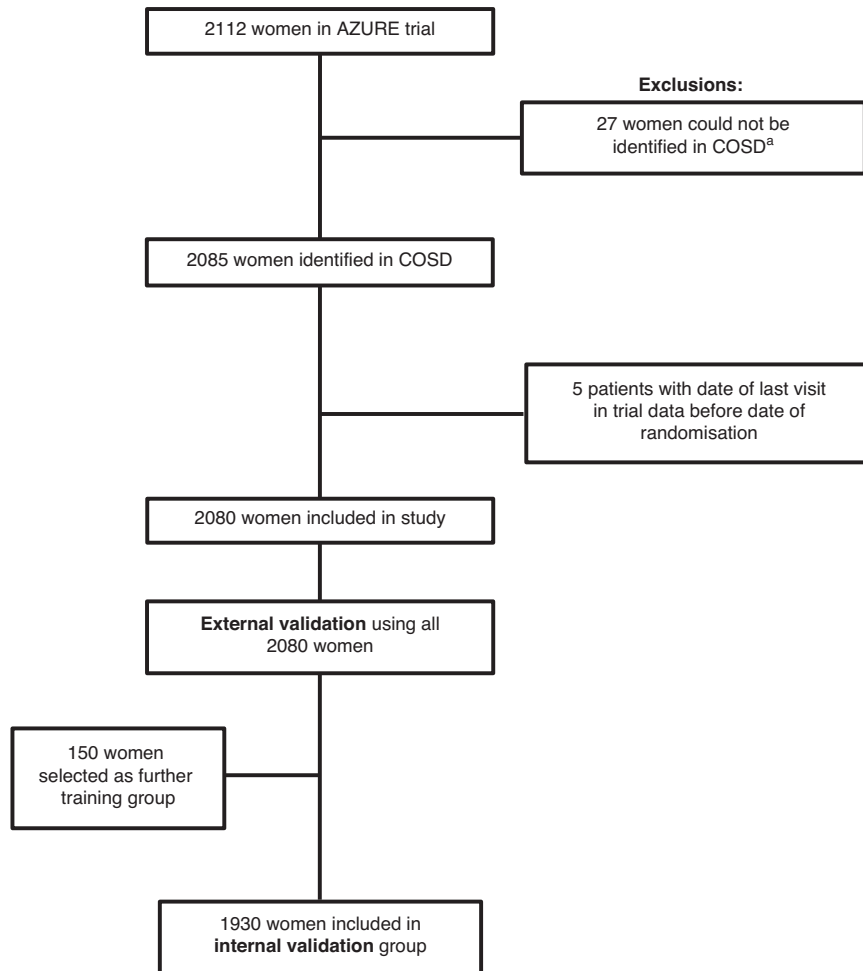 2112 women in AZURE trial
Exclusions:
27 women could not be
identified in COSDa
2085 women identified in COSD
5 patients with date of last visit
in trial data before date of
randomisation
2080 women included in study
External validation using all
2080 women
150 women
selected as further
training group
1930 women included in
internal validation group